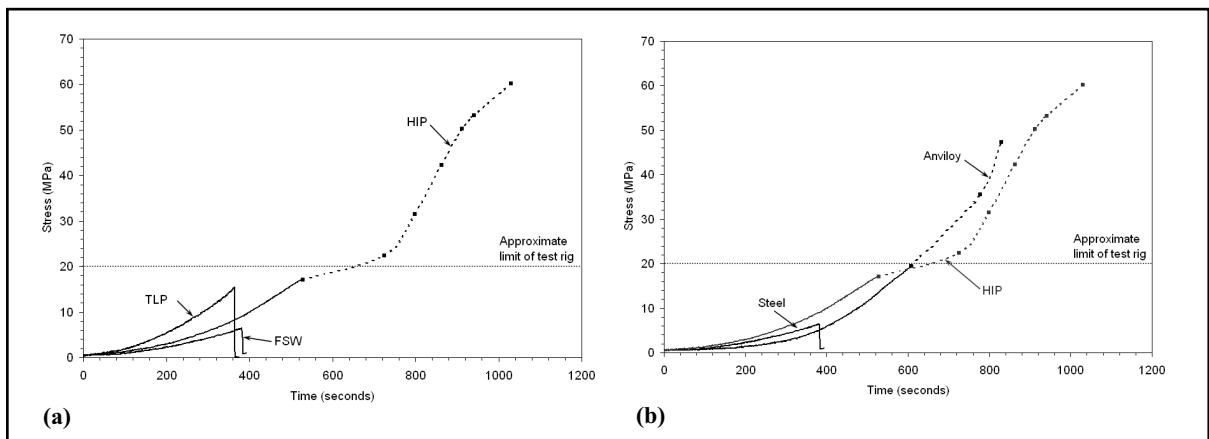 70
60
50
40
30
20
10
0
Stress (MPa)
HIP
Approximate
limit of test rig
TLP
FSW
0 200 400 600 800 1000 1200
Time (seconds)
(a)
70
60
50
40
30
20
10
0
Stress (MPa)
Anviloy
Approximate
limit of test rig
HIP
Steel
0 200 400 600 800 1000 1200
Time (seconds)
(b)